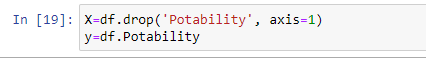 In [19]: X=df.drop('Potability', axis=1)
y=df.Potability